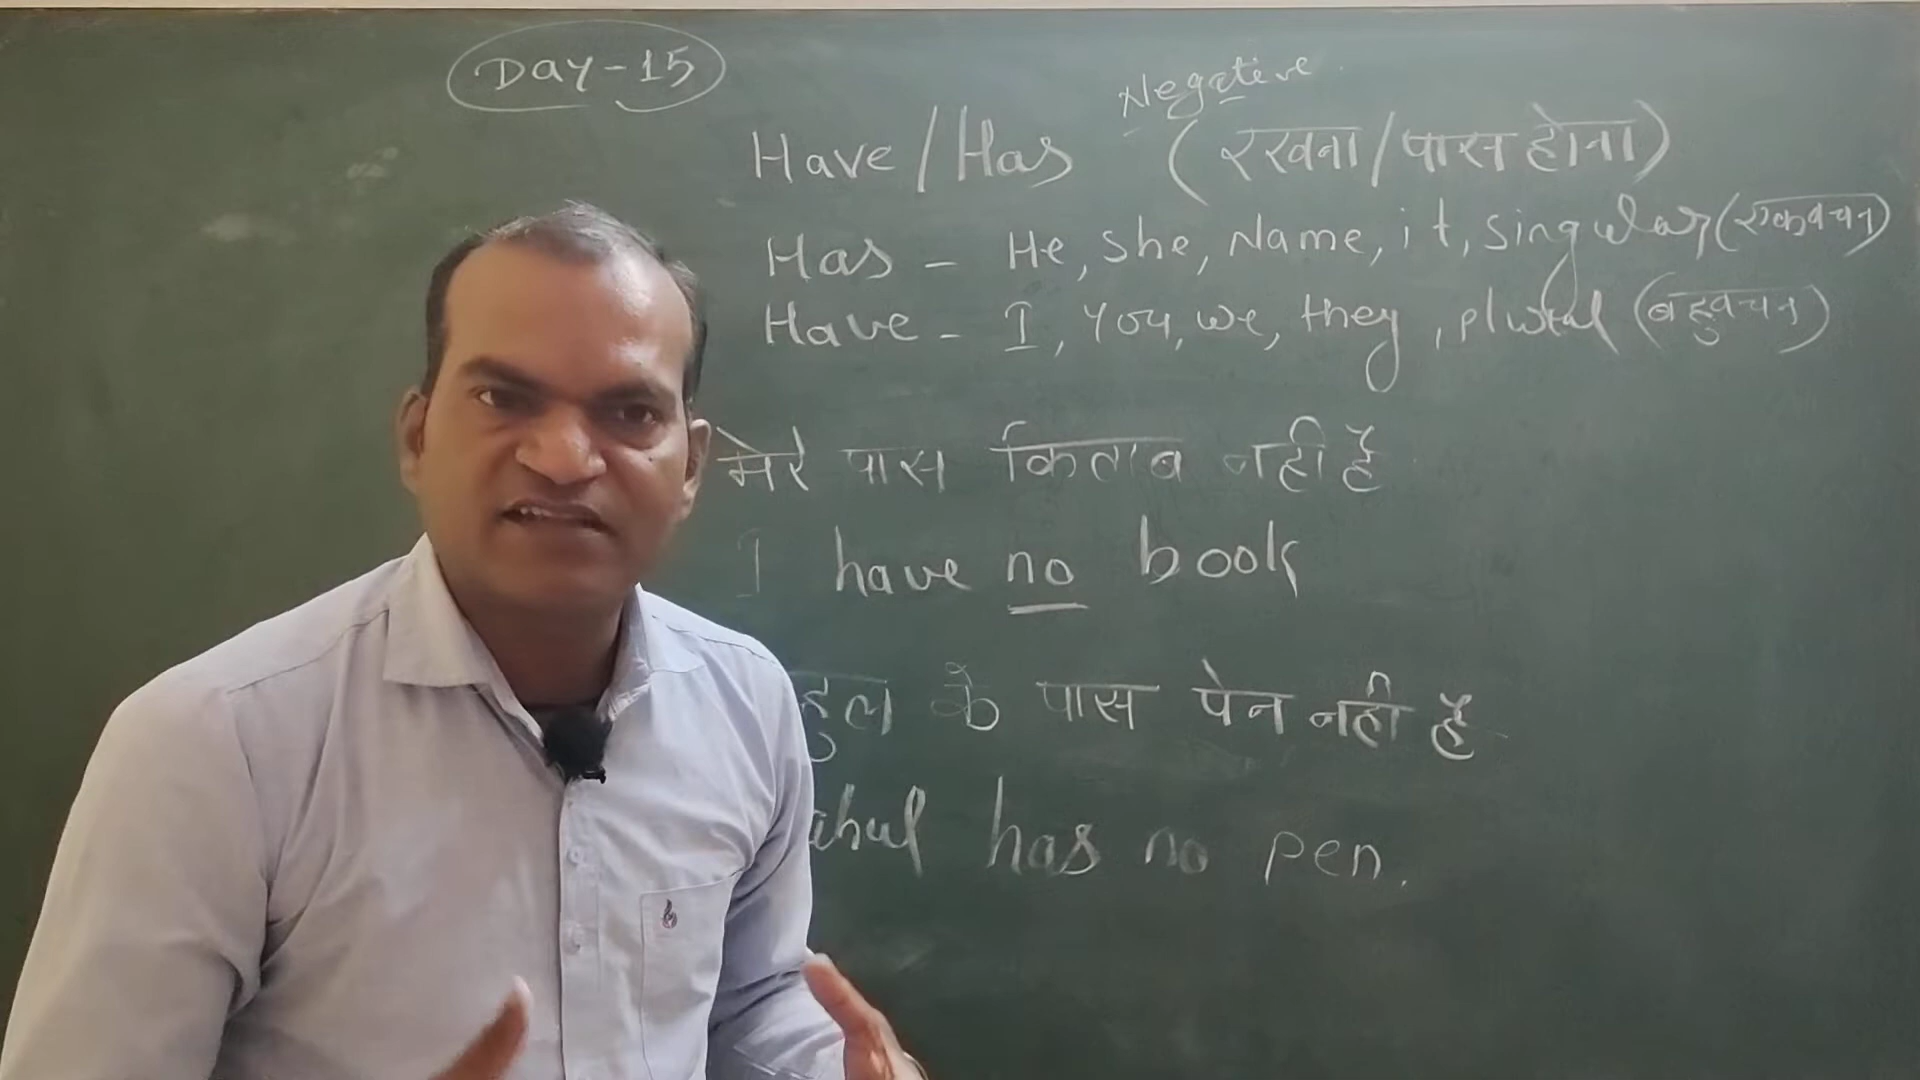 Day-15
Negative
Have/Has (रखना/पास होना)
Has - He, She, Name, it, Singular (एकवचन)
Have - I, You, we, they, plural (बहुवचन)
मेरे पास किताब नही है
I have no book
हुल के पास पेन नही है
ahul has no pen.